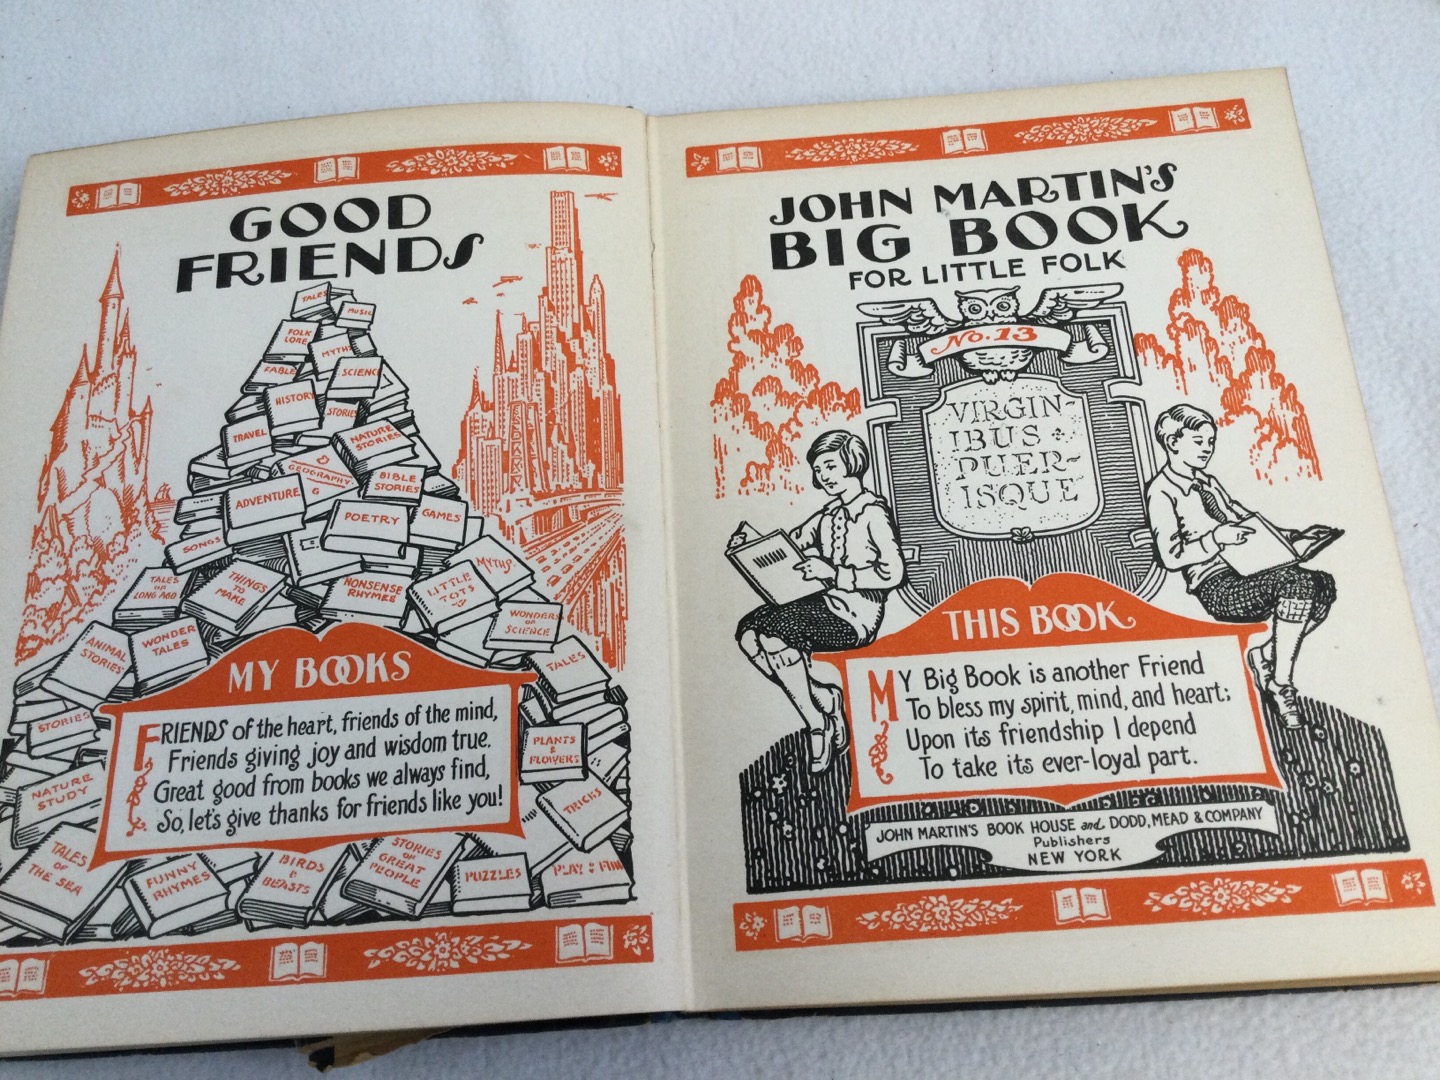 GOOD
FRIENDS
TALES
MUSIC
FOLK
LORE
MYTHS
FABLE
SCIENCE
HISTORY
STORIES
TRAVEL
NATURE
STORIES
GEOGRAPHY
G
BIBLE
STORIES
ADVENTURE
POETRY
GAMES
SONGS
TALES
OF
LONG AGO
THINGS
TO
MAKE
NONSENSE
RHYMES
LITTLE
TOTS
MYTHS
WONDERS
OF
SCIENCE
ANIMAL
STORIES
WONDER
TALES
TALES
STORIES
PLANTS
&
FLOWERS
NATURE
STUDY
TRICKS
TALES
OF
THE SEA
FUNNY
RHYMES
BIRDS
&
BEASTS
STORIES
OF
GREAT
PEOPLE
PUZZLES
PLAY & FUN
MY BOOKS
FRIENDS of the heart, friends of the mind,
Friends giving joy and wisdom true.
Great good from books we always find,
So, let's give thanks for friends like you!
JOHN MARTIN'S
BIG BOOK
FOR LITTLE FOLK
No. 13
VIRGIN-
IBUS
PUER-
ISQUE
THIS BOOK
MY Big Book is another Friend
To bless my spirit, mind, and heart;
Upon its friendship I depend
To take its ever-loyal part.
JOHN MARTIN'S BOOK HOUSE and DODD, MEAD & COMPANY
Publishers
NEW YORK